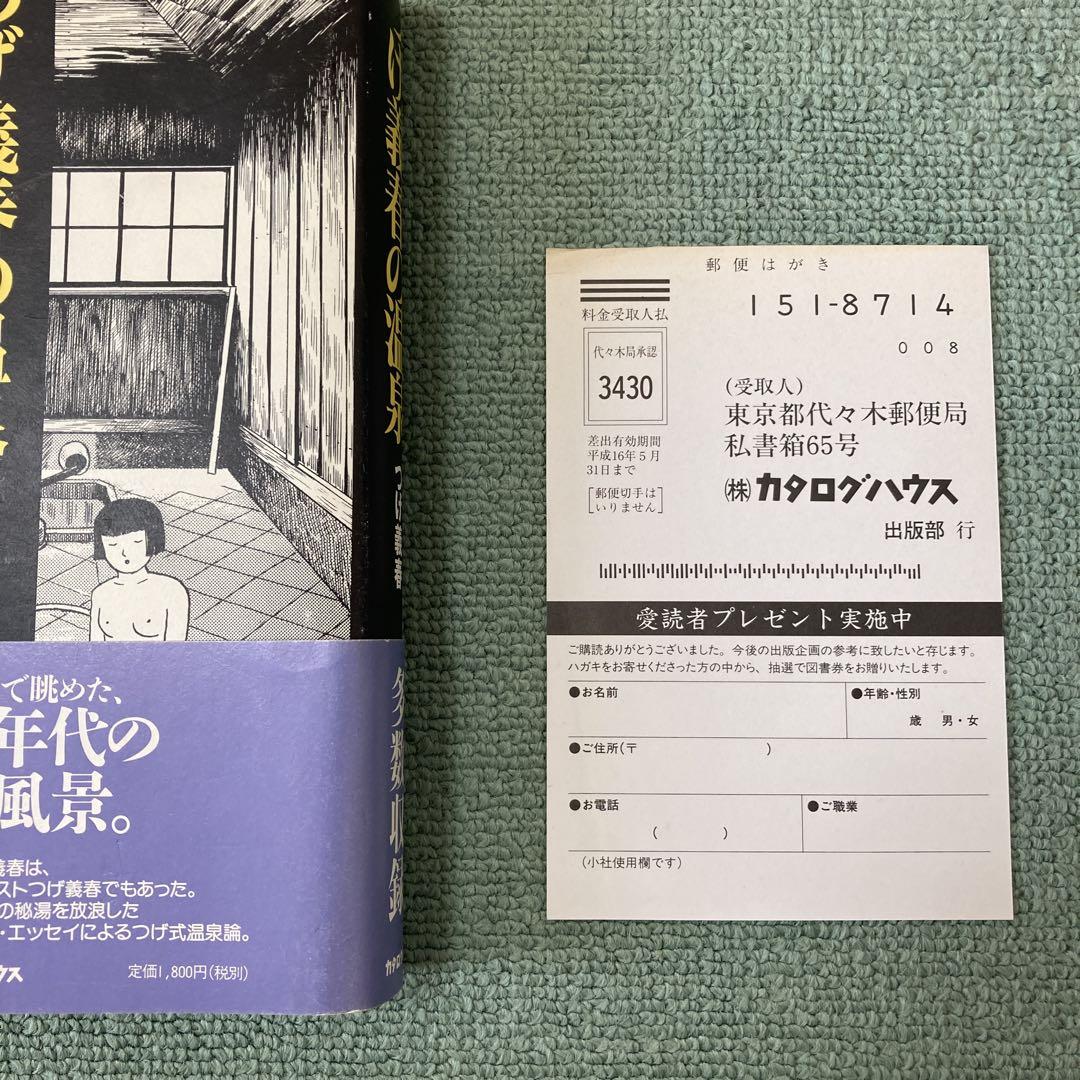 つげ義春の温泉
つげ義春
で眺めた、
年代の
風景。
義春は、
ストつげ義春でもあった。
の秘湯を放浪した
・エッセイによるつげ式温泉論。
ウス
定価1,800円(税別)
多数収録
カタログ
郵便はがき
料金受取人払
代々木局承認
3430
差出有効期間
平成16年5月
31日まで
[郵便切手は
いりません]
151-8714
008
(受取人)
東京都代々木郵便局
私書箱65号
(株)カタログハウス
出版部 行
愛読者プレゼント実施中
ご購読ありがとうございました。今後の出版企画の参考に致したいと存じます。
ハガキをお寄せくださった方の中から、抽選で図書券をお贈りいたします。
●お名前
●年齢・性別
歳 男・女
●ご住所(〒 )
●お電話
( )
●ご職業
(小社使用欄です)